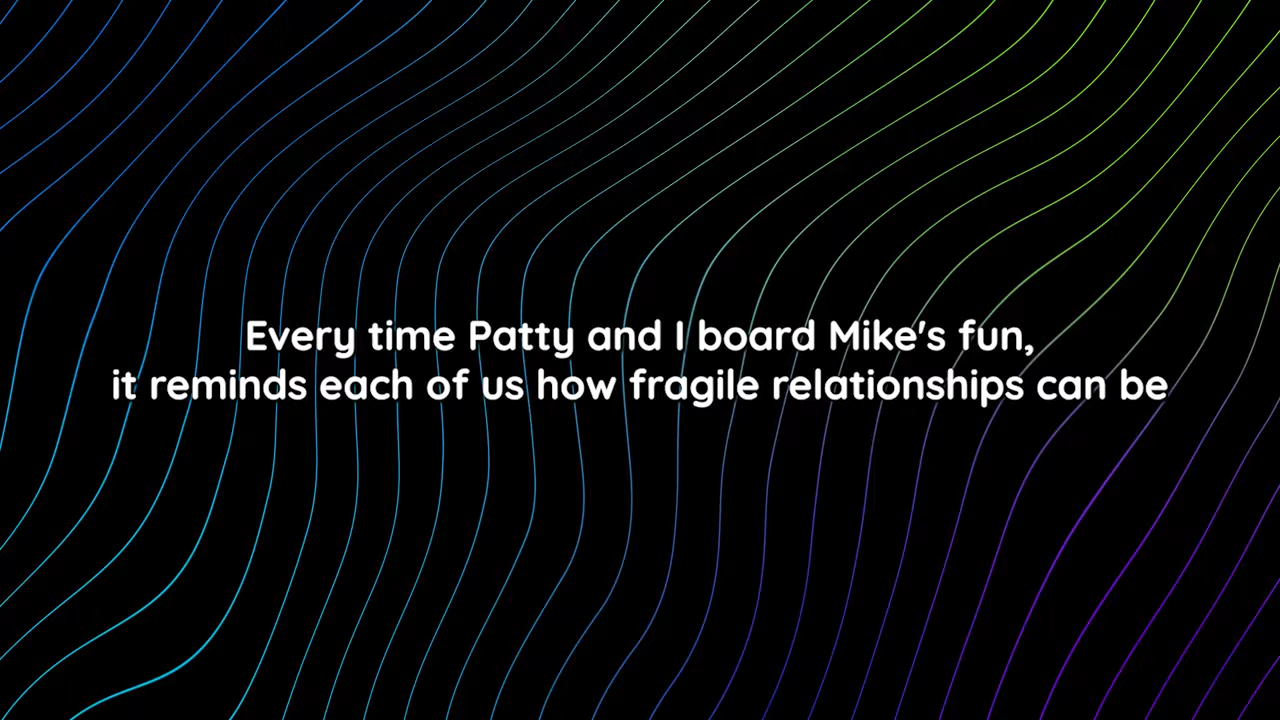 Every time Patty and I board Mike's fun,
it reminds each of us how fragile relationships can be